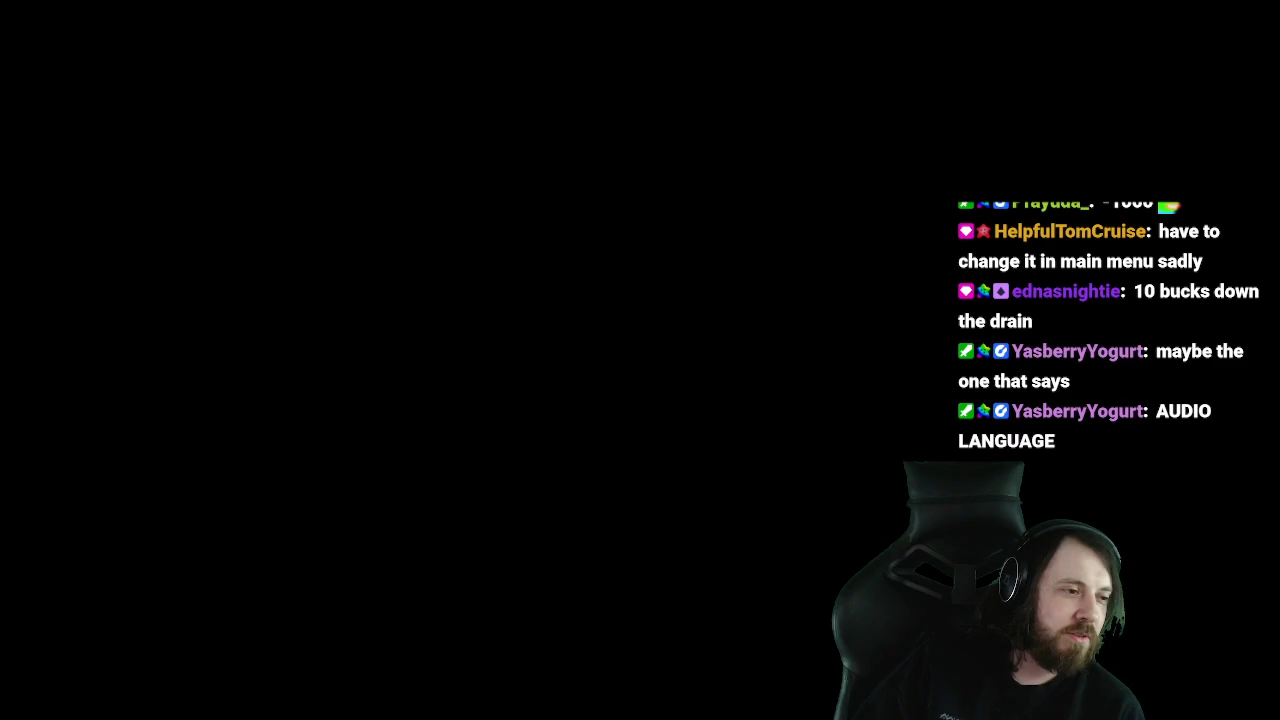 HelpfulTomCruise: have to
change it in main menu sadly
ednasnightie: 10 bucks down
the drain
YasberryYogurt: maybe the
one that says
YasberryYogurt: AUDIO
LANGUAGE